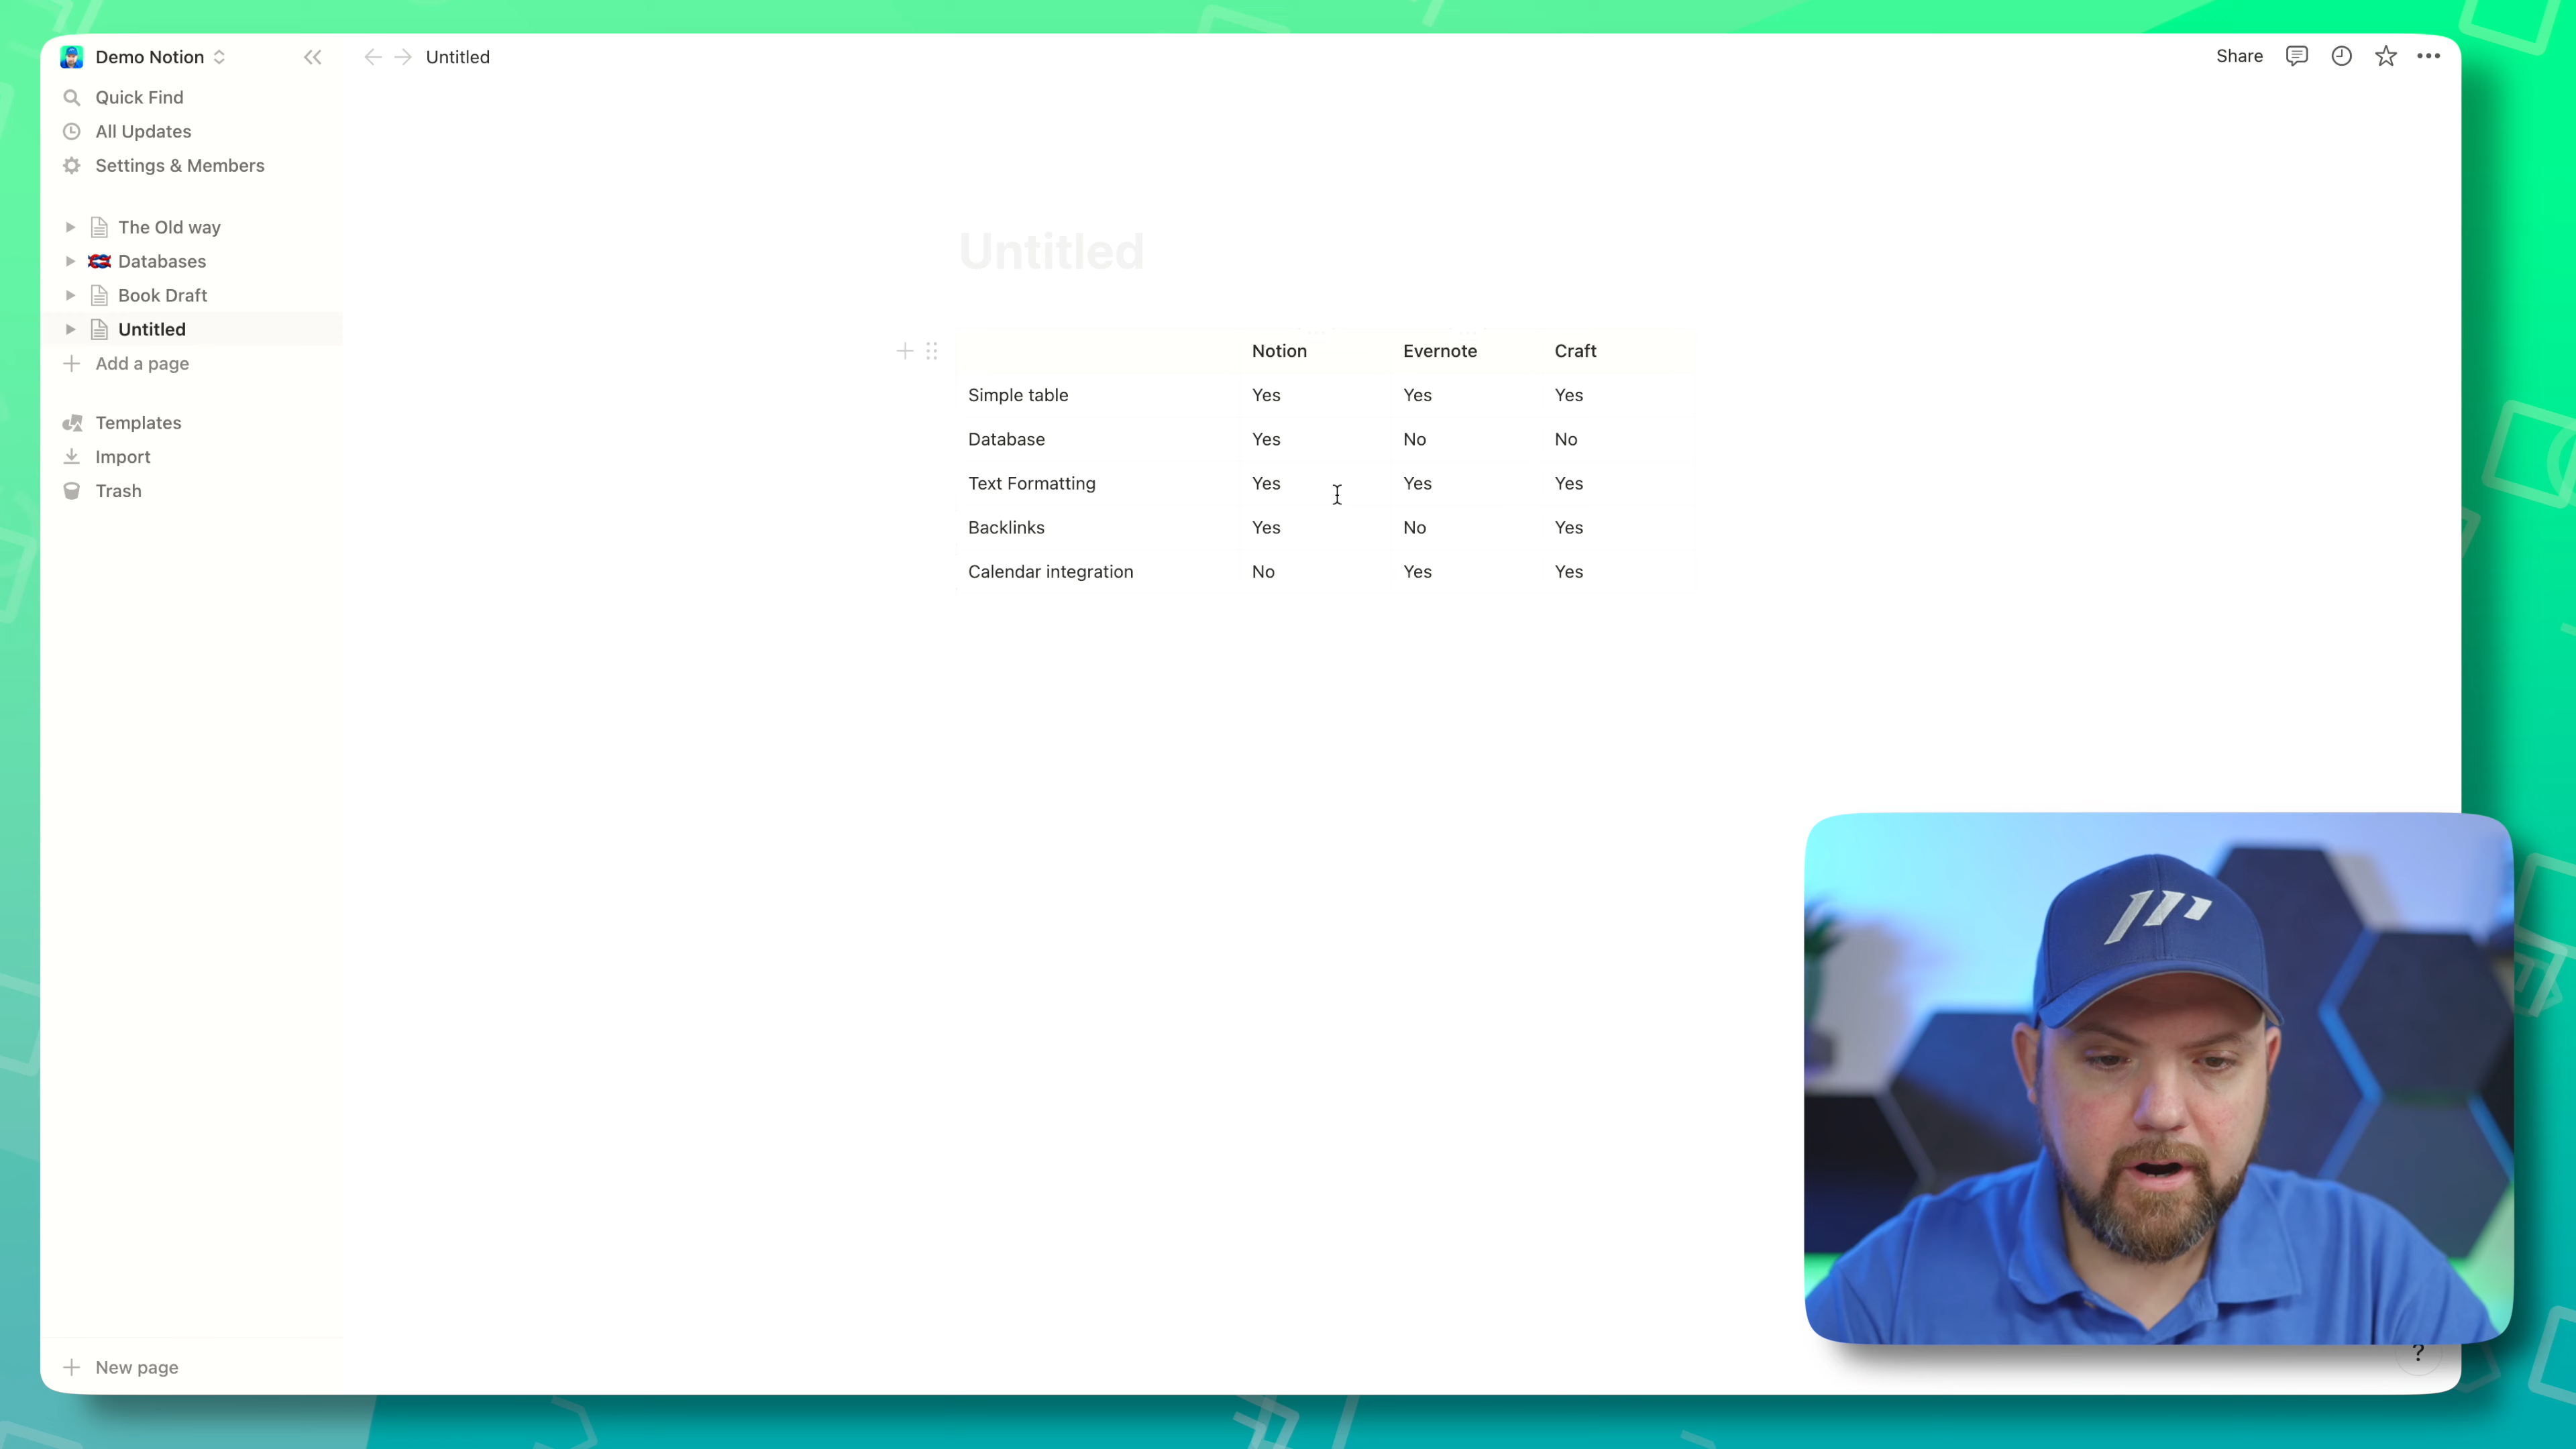 Demo Notion
Untitled
Share
Quick Find
All Updates
Settings & Members
The Old way
Databases
Book Draft
Untitled
Add a page
Templates
Import
Trash
New page
Untitled
Notion Evernote Craft
Simple table Yes Yes Yes
Database Yes No No
Text Formatting Yes Yes Yes
Backlinks Yes No Yes
Calendar integration No Yes Yes
?